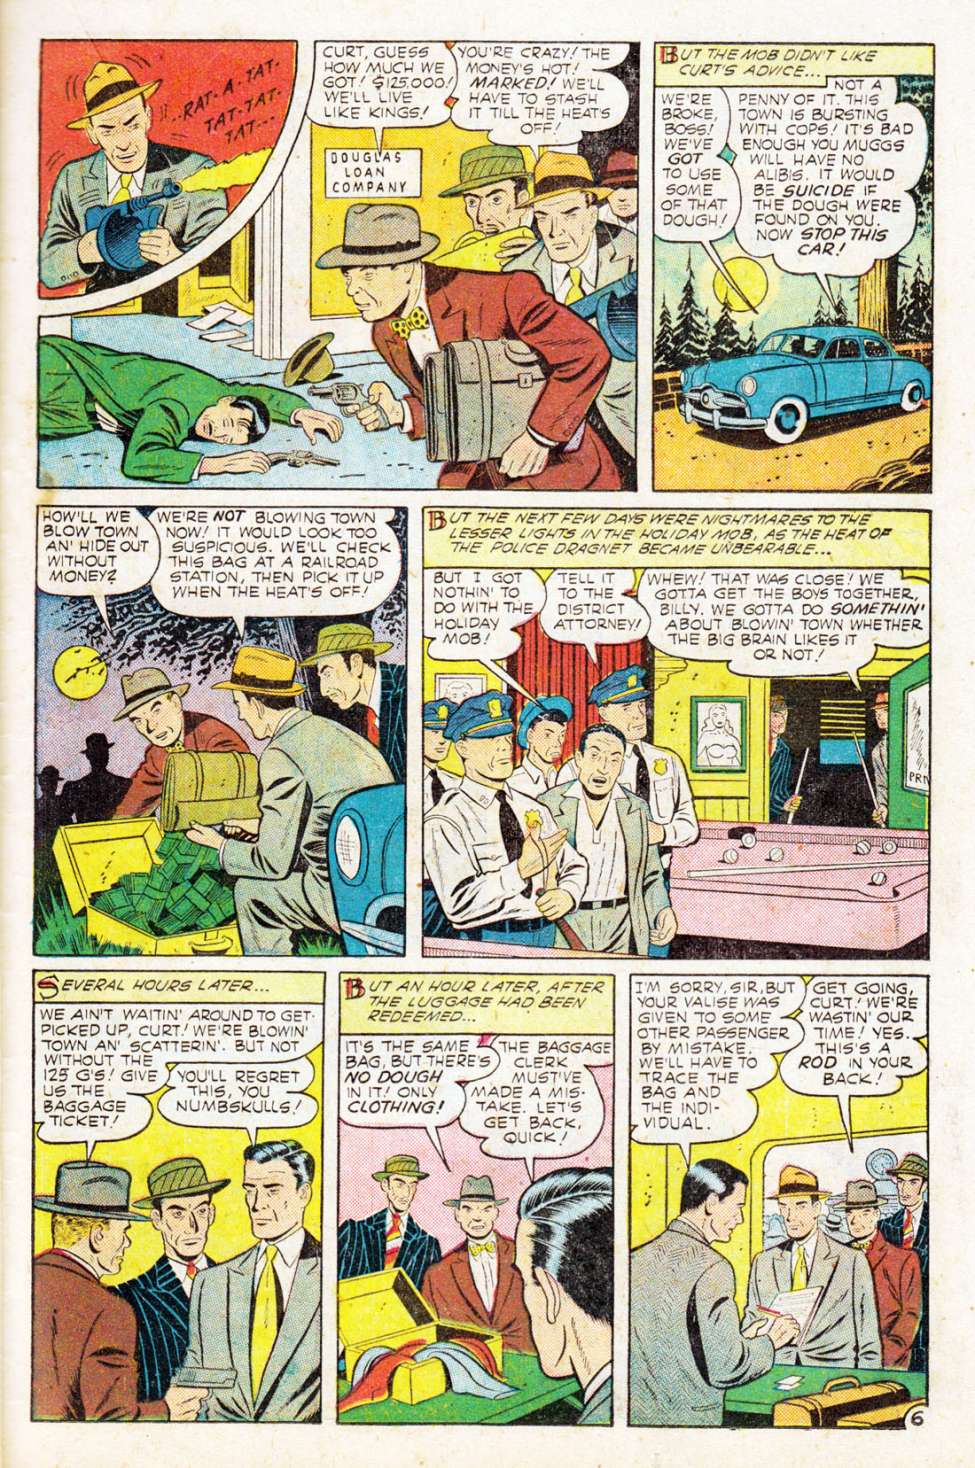 ...RAT-A-TAT-
TAT-TAT-TAT-
TAT---
CURT, GUESS
HOW MUCH WE
GOT! $125,000!
WE'LL LIVE
LIKE KINGS!
YOU'RE CRAZY! THE
MONEY'S HOT!
MARKED! WE'LL
HAVE TO STASH
IT TILL THE HEAT'S
OFF!
DOUGLAS
LOAN
COMPANY
BUT THE MOB DIDN'T LIKE
CURT'S ADVICE...
WE'RE
BROKE,
BOSS!
WE'VE
GOT
TO USE
SOME
OF THAT
DOUGH!
NOT A
PENNY OF IT. THIS
TOWN IS BURSTING
WITH COPS! IT'S BAD
ENOUGH YOU MUGGS
WILL HAVE NO
ALIBIS. IT WOULD
BE SUICIDE IF
THE DOUGH WERE
FOUND ON YOU.
NOW STOP THIS
CAR!
HOW'LL WE
BLOW TOWN
AN' HIDE OUT
WITHOUT
MONEY?
WE'RE NOT BLOWING TOWN
NOW! IT WOULD LOOK TOO
SUSPICIOUS. WE'LL CHECK
THIS BAG AT A RAILROAD
STATION, THEN PICK IT UP
WHEN THE HEAT'S OFF!
BUT THE NEXT FEW DAYS WERE NIGHTMARES TO THE
LESSER LIGHTS IN THE HOLIDAY MOB, AS THE HEAT OF
THE POLICE DRAGNET BECAME UNBEARABLE...
BUT I GOT
NOTHIN' TO
DO WITH THE
HOLIDAY
MOB!
TELL IT
TO THE
DISTRICT
ATTORNEY!
WHEW! THAT WAS CLOSE! WE
GOTTA GET THE BOYS TOGETHER,
BILLY. WE GOTTA DO SOMETHIN'
ABOUT BLOWIN' TOWN WHETHER
THE BIG BRAIN LIKES IT
OR NOT!
PRI
SEVERAL HOURS LATER...
WE AIN'T WAITIN' AROUND TO GET
PICKED UP, CURT! WE'RE BLOWIN'
TOWN AN' SCATTERIN'. BUT NOT
WITHOUT THE
125 G'S! GIVE
US THE
BAGGAGE
TICKET!
YOU'LL REGRET
THIS, YOU
NUMBSKULLS!
BUT AN HOUR LATER, AFTER
THE LUGGAGE HAD BEEN
REDEEMED...
IT'S THE SAME
BAG, BUT THERE'S
NO DOUGH
IN IT! ONLY
CLOTHING!
THE BAGGAGE
CLERK
MUST'VE
MADE A MIS-
TAKE. LET'S
GET BACK,
QUICK!
I'M SORRY, SIR, BUT
YOUR VALISE WAS
GIVEN TO SOME
OTHER PASSENGER
BY MISTAKE.
WE'LL HAVE TO
TRACE THE
BAG AND
THE INDI-
VIDUAL.
GET GOING,
CURT! WE'RE
WASTIN' OUR
TIME! YES.
THIS'S A
ROD IN YOUR
BACK!
6